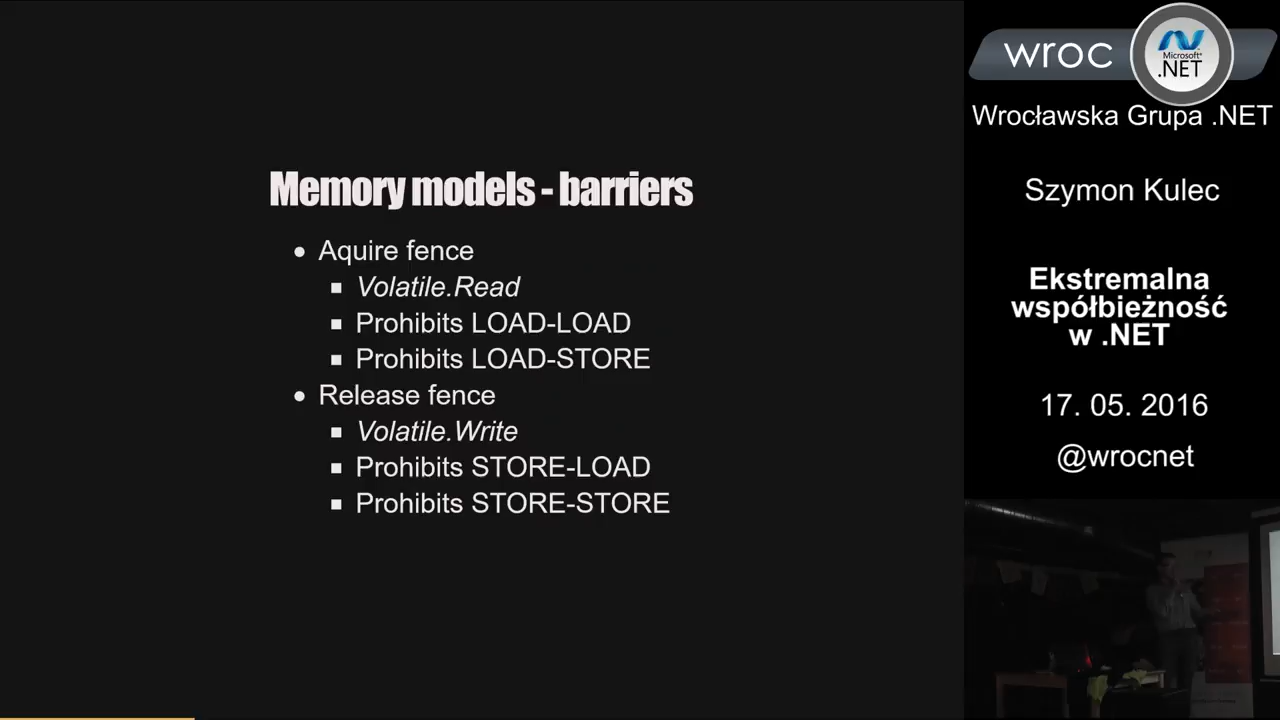 Memory models - barriers
Aquire fence
Volatile.Read
Prohibits LOAD-LOAD
Prohibits LOAD-STORE
Release fence
Volatile.Write
Prohibits STORE-LOAD
Prohibits STORE-STORE
wroc
Microsoft®
.NET
Wrocławska Grupa .NET
Szymon Kulec
Ekstremalna
współbieżność
w .NET
17. 05. 2016
@wrocnet